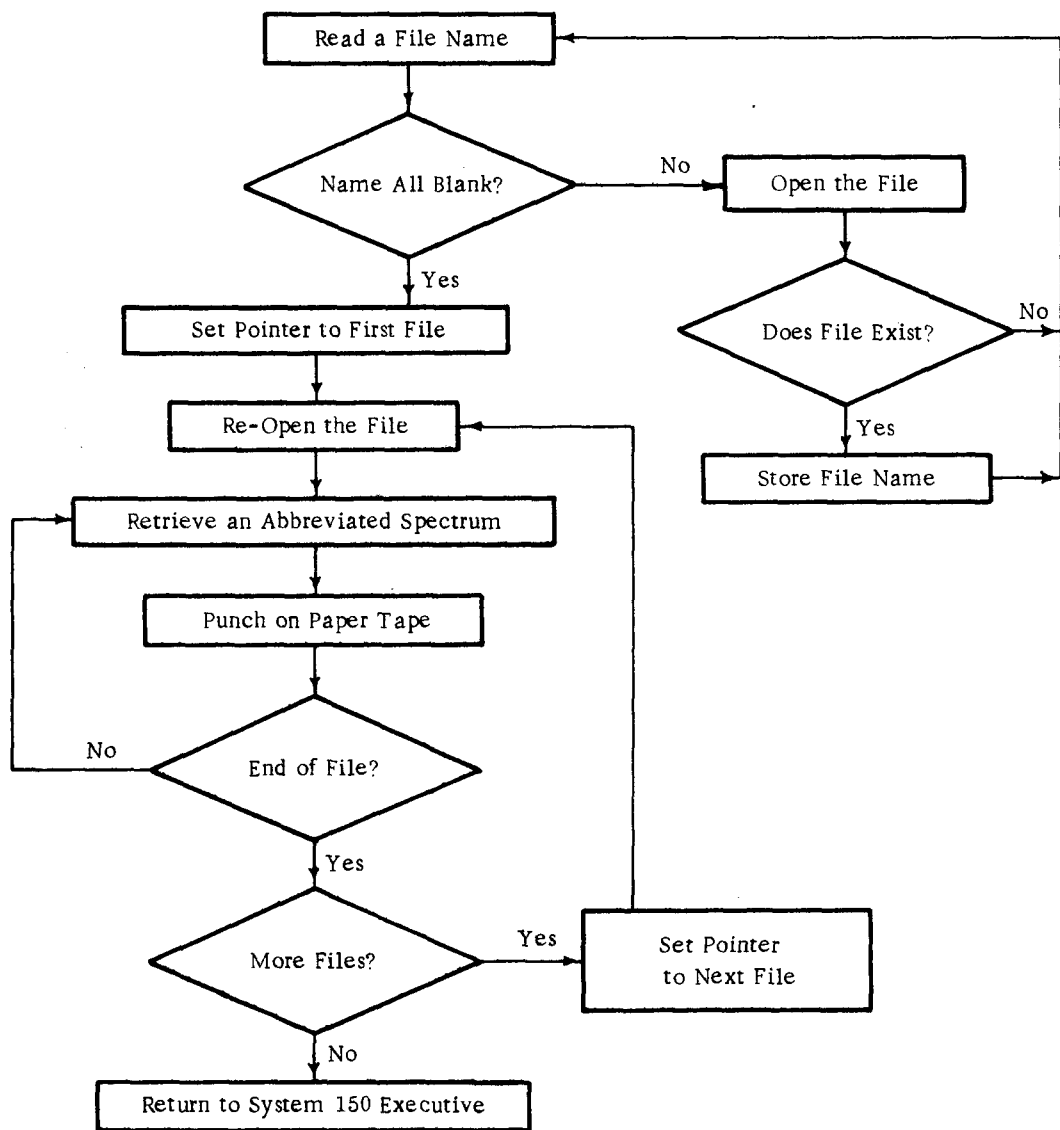 Read a File Name
Name All Blank?
No
Open the File
Yes
Set Pointer to First File
Does File Exist?
No
Re-Open the File
Yes
Store File Name
Retrieve an Abbreviated Spectrum
Punch on Paper Tape
No
End of File?
Yes
More Files?
Yes
Set Pointer
to Next File
No
Return to System 150 Executive